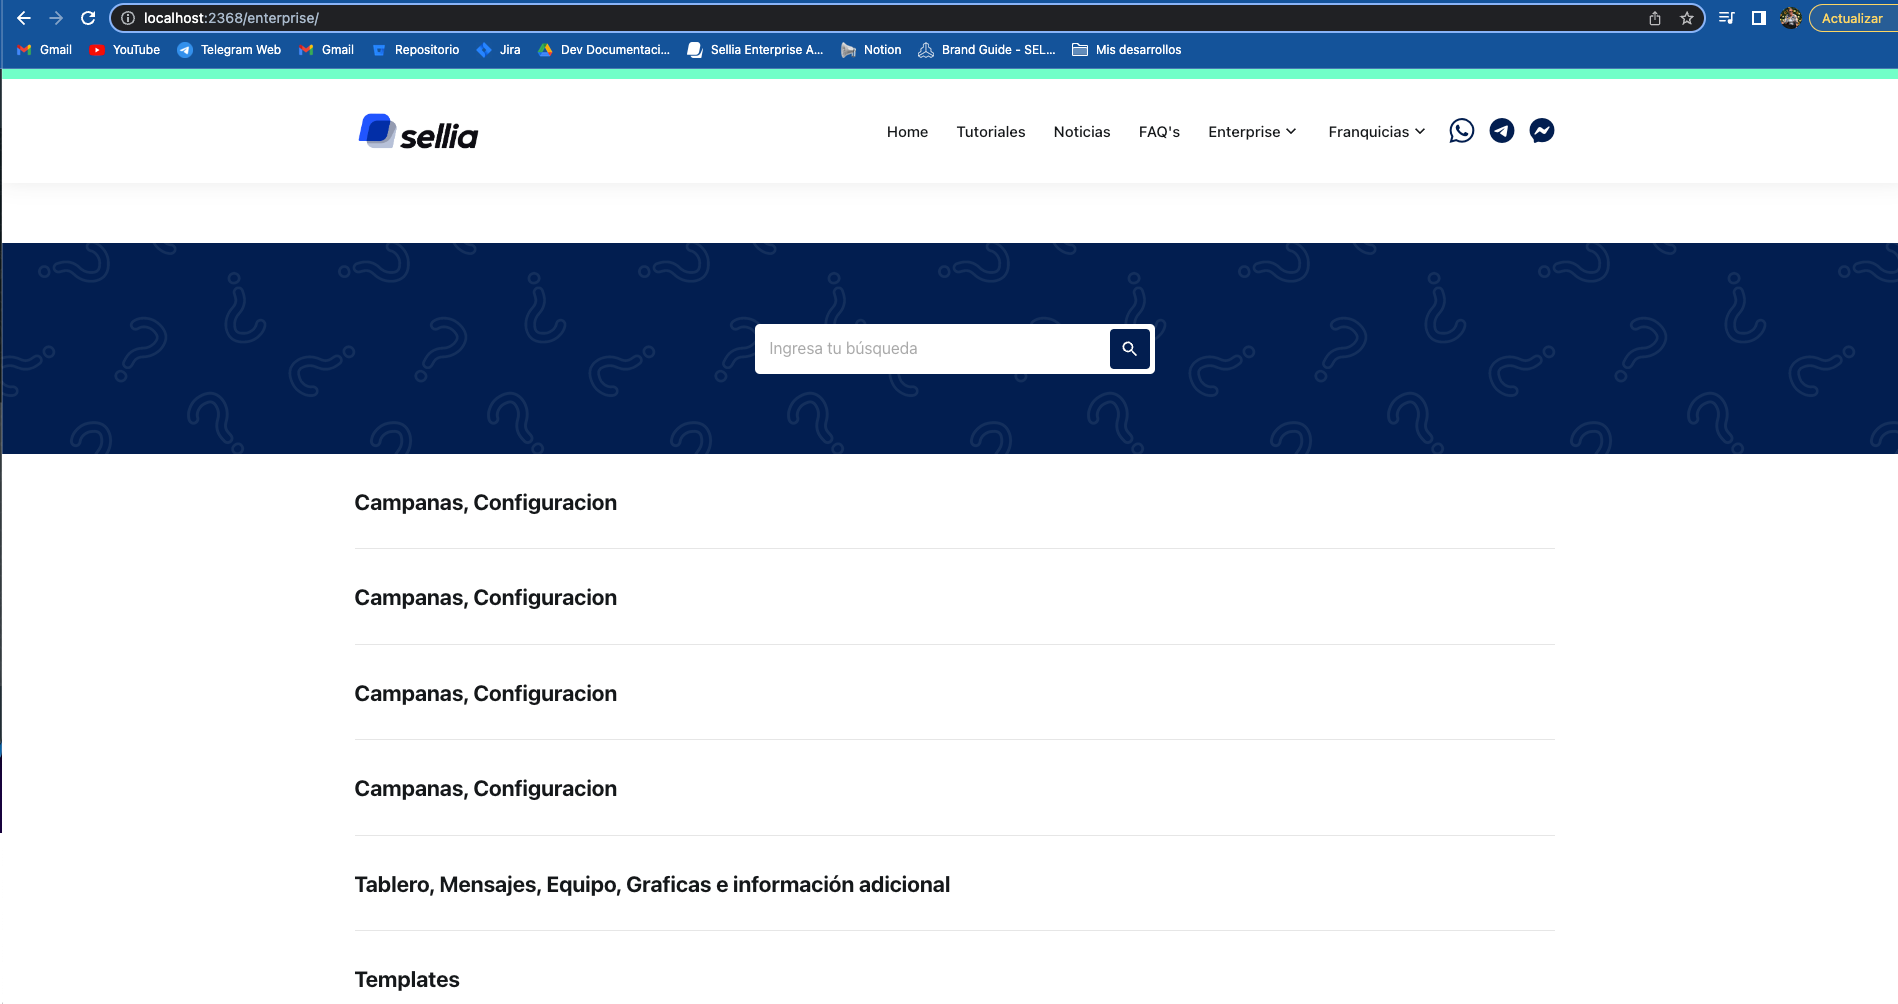 localhost:2368/enterprise/
Actualizar
Gmail YouTube Telegram Web Gmail Repositorio Jira Dev Documentaci... Sellia Enterprise A... Notion Brand Guide - SEL... Mis desarrollos
sellia
Home Tutoriales Noticias FAQ's Enterprise Franquicias
Ingresa tu búsqueda
Campanas, Configuracion
Campanas, Configuracion
Campanas, Configuracion
Campanas, Configuracion
Tablero, Mensajes, Equipo, Graficas e información adicional
Templates